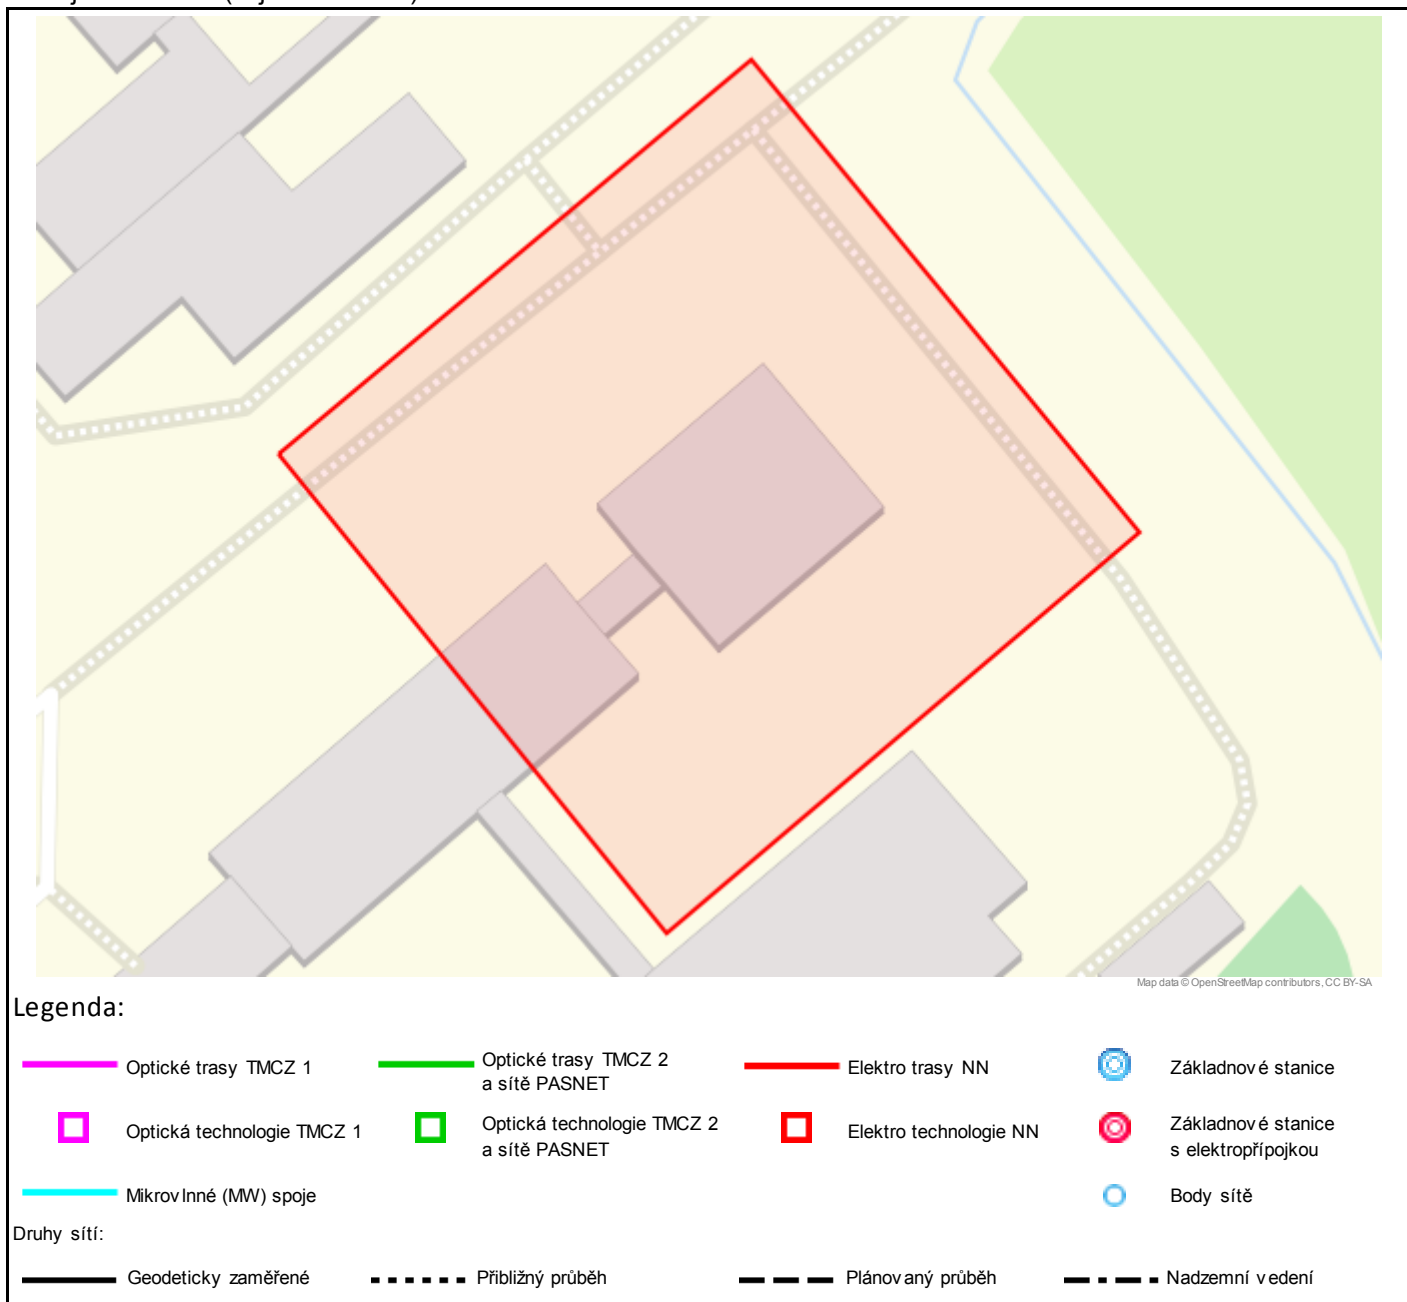 Map data © OpenStreetMap contributors, CC BY-SA
Legenda:
Optické trasy TMCZ 1
Optické trasy TMCZ 2
a sítě PASNET
Elektro trasy NN
Základnové stanice
Optická technologie TMCZ 1
Optická technologie TMCZ 2
a sítě PASNET
Elektro technologie NN
Základnové stanice
s elektropřípojkou
Mikrovlnné (MW) spoje
Body sítě
Druhy sítí:
Geodeticky zaměřené
Přibližný průběh
Plánovaný průběh
Nadzemní vedení